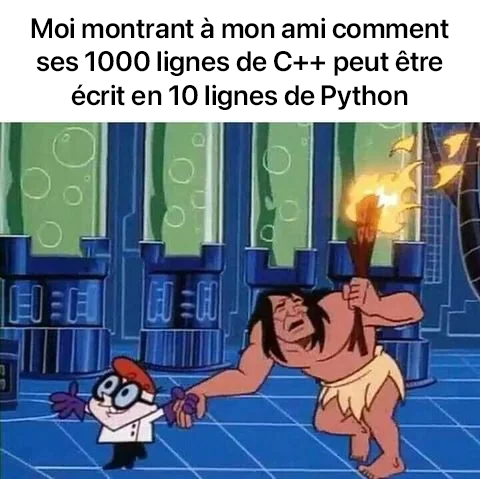 Moi montrant à mon ami comment
ses 1000 lignes de C++ peut être
écrit en 10 lignes de Python